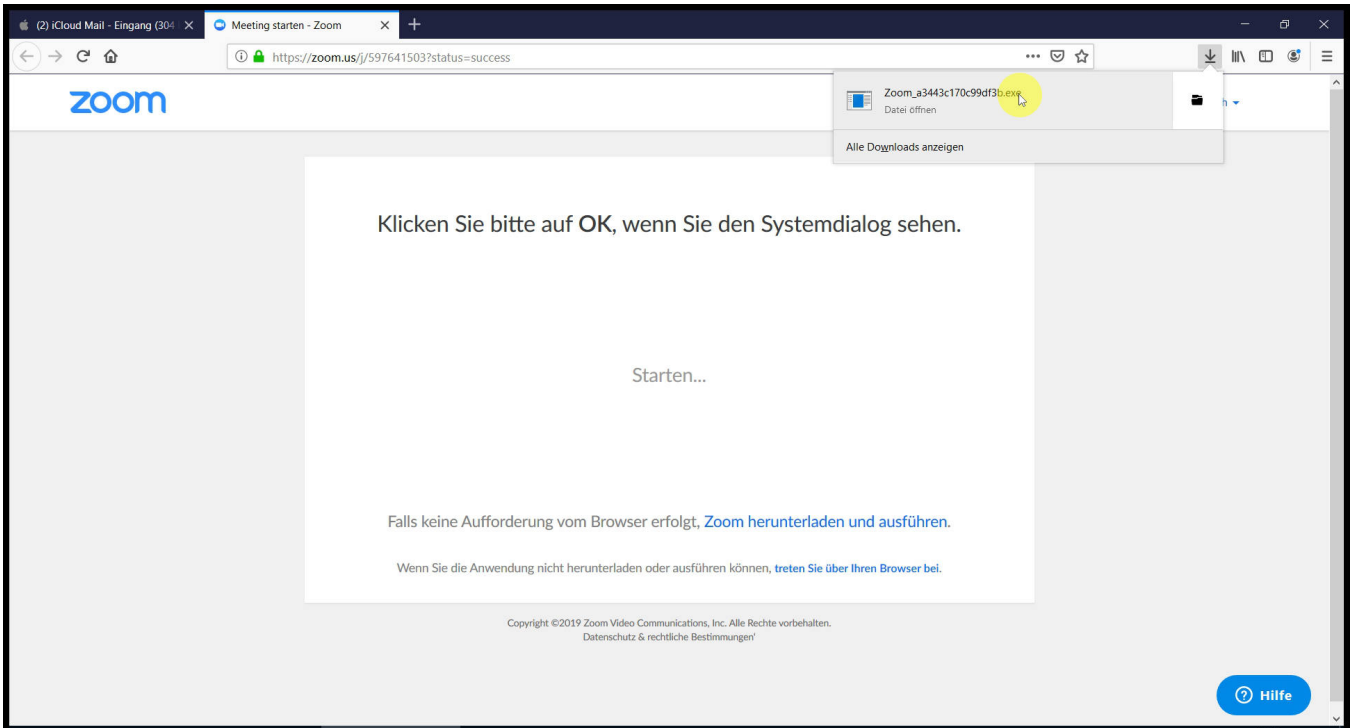 (2) iCloud Mail - Eingang (304
Meeting starten - Zoom
https://zoom.us/j/597641503?status=success
zoom
Zoom_a3443c170c99df3b.exe
Datei öffnen
h
Alle Downloads anzeigen
Klicken Sie bitte auf OK, wenn Sie den Systemdialog sehen.
Starten...
Falls keine Aufforderung vom Browser erfolgt, Zoom herunterladen und ausführen.
Wenn Sie die Anwendung nicht herunterladen oder ausführen können, treten Sie über Ihren Browser bei.
Copyright ©2019 Zoom Video Communications, Inc. Alle Rechte vorbehalten.
Datenschutz & rechtliche Bestimmungen'
Hilfe